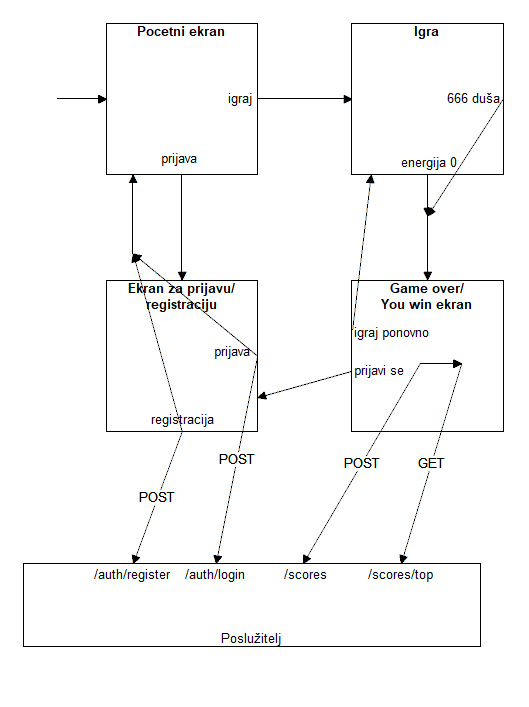 Pocetni ekran
igraj
prijava
Igra
666 duša
energija 0
Ekran za prijavu/
registraciju
prijava
registracija
Game over/
You win ekran
igraj ponovno
prijavi se
POST
POST
POST
GET
/auth/register
/auth/login
/scores
/scores/top
Poslužitelj